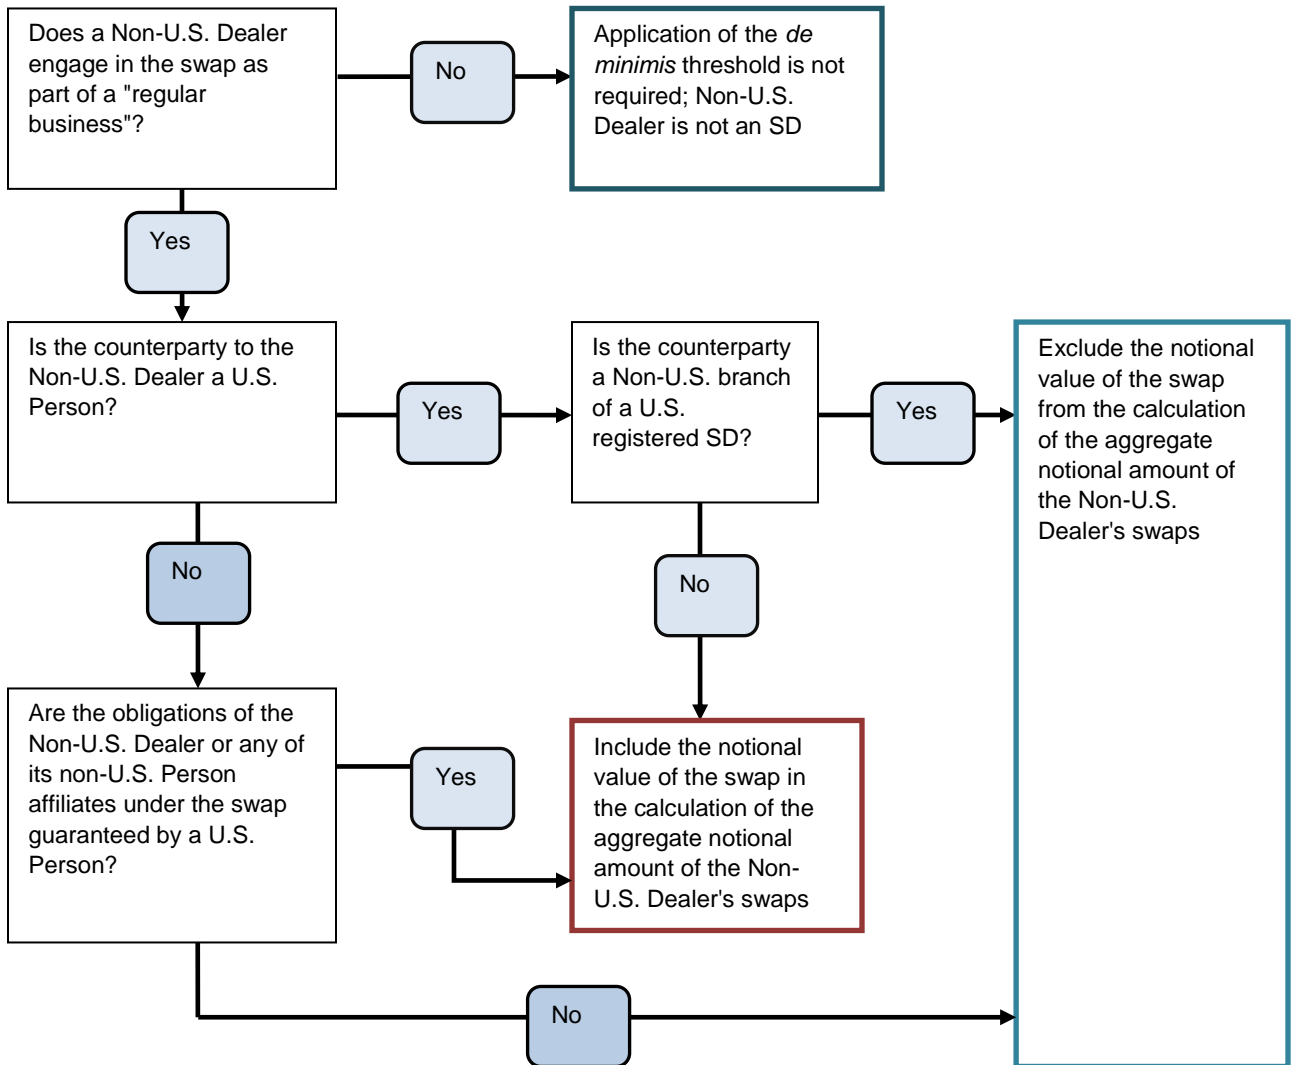 Does a Non-U.S. Dealer
engage in the swap as
part of a "regular
business"?
No
Application of the de
minimis threshold is not
required; Non-U.S.
Dealer is not an SD
Yes
Is the counterparty to the
Non-U.S. Dealer a U.S.
Person?
Yes
Is the counterparty
a Non-U.S. branch
of a U.S.
registered SD?
Yes
Exclude the notional
value of the swap
from the calculation
of the aggregate
notional amount of
the Non-U.S.
Dealer's swaps
No
No
Are the obligations of the
Non-U.S. Dealer or any of
its non-U.S. Person
affiliates under the swap
guaranteed by a U.S.
Person?
Yes
Include the notional
value of the swap in
the calculation of the
aggregate notional
amount of the Non-
U.S. Dealer's swaps
No